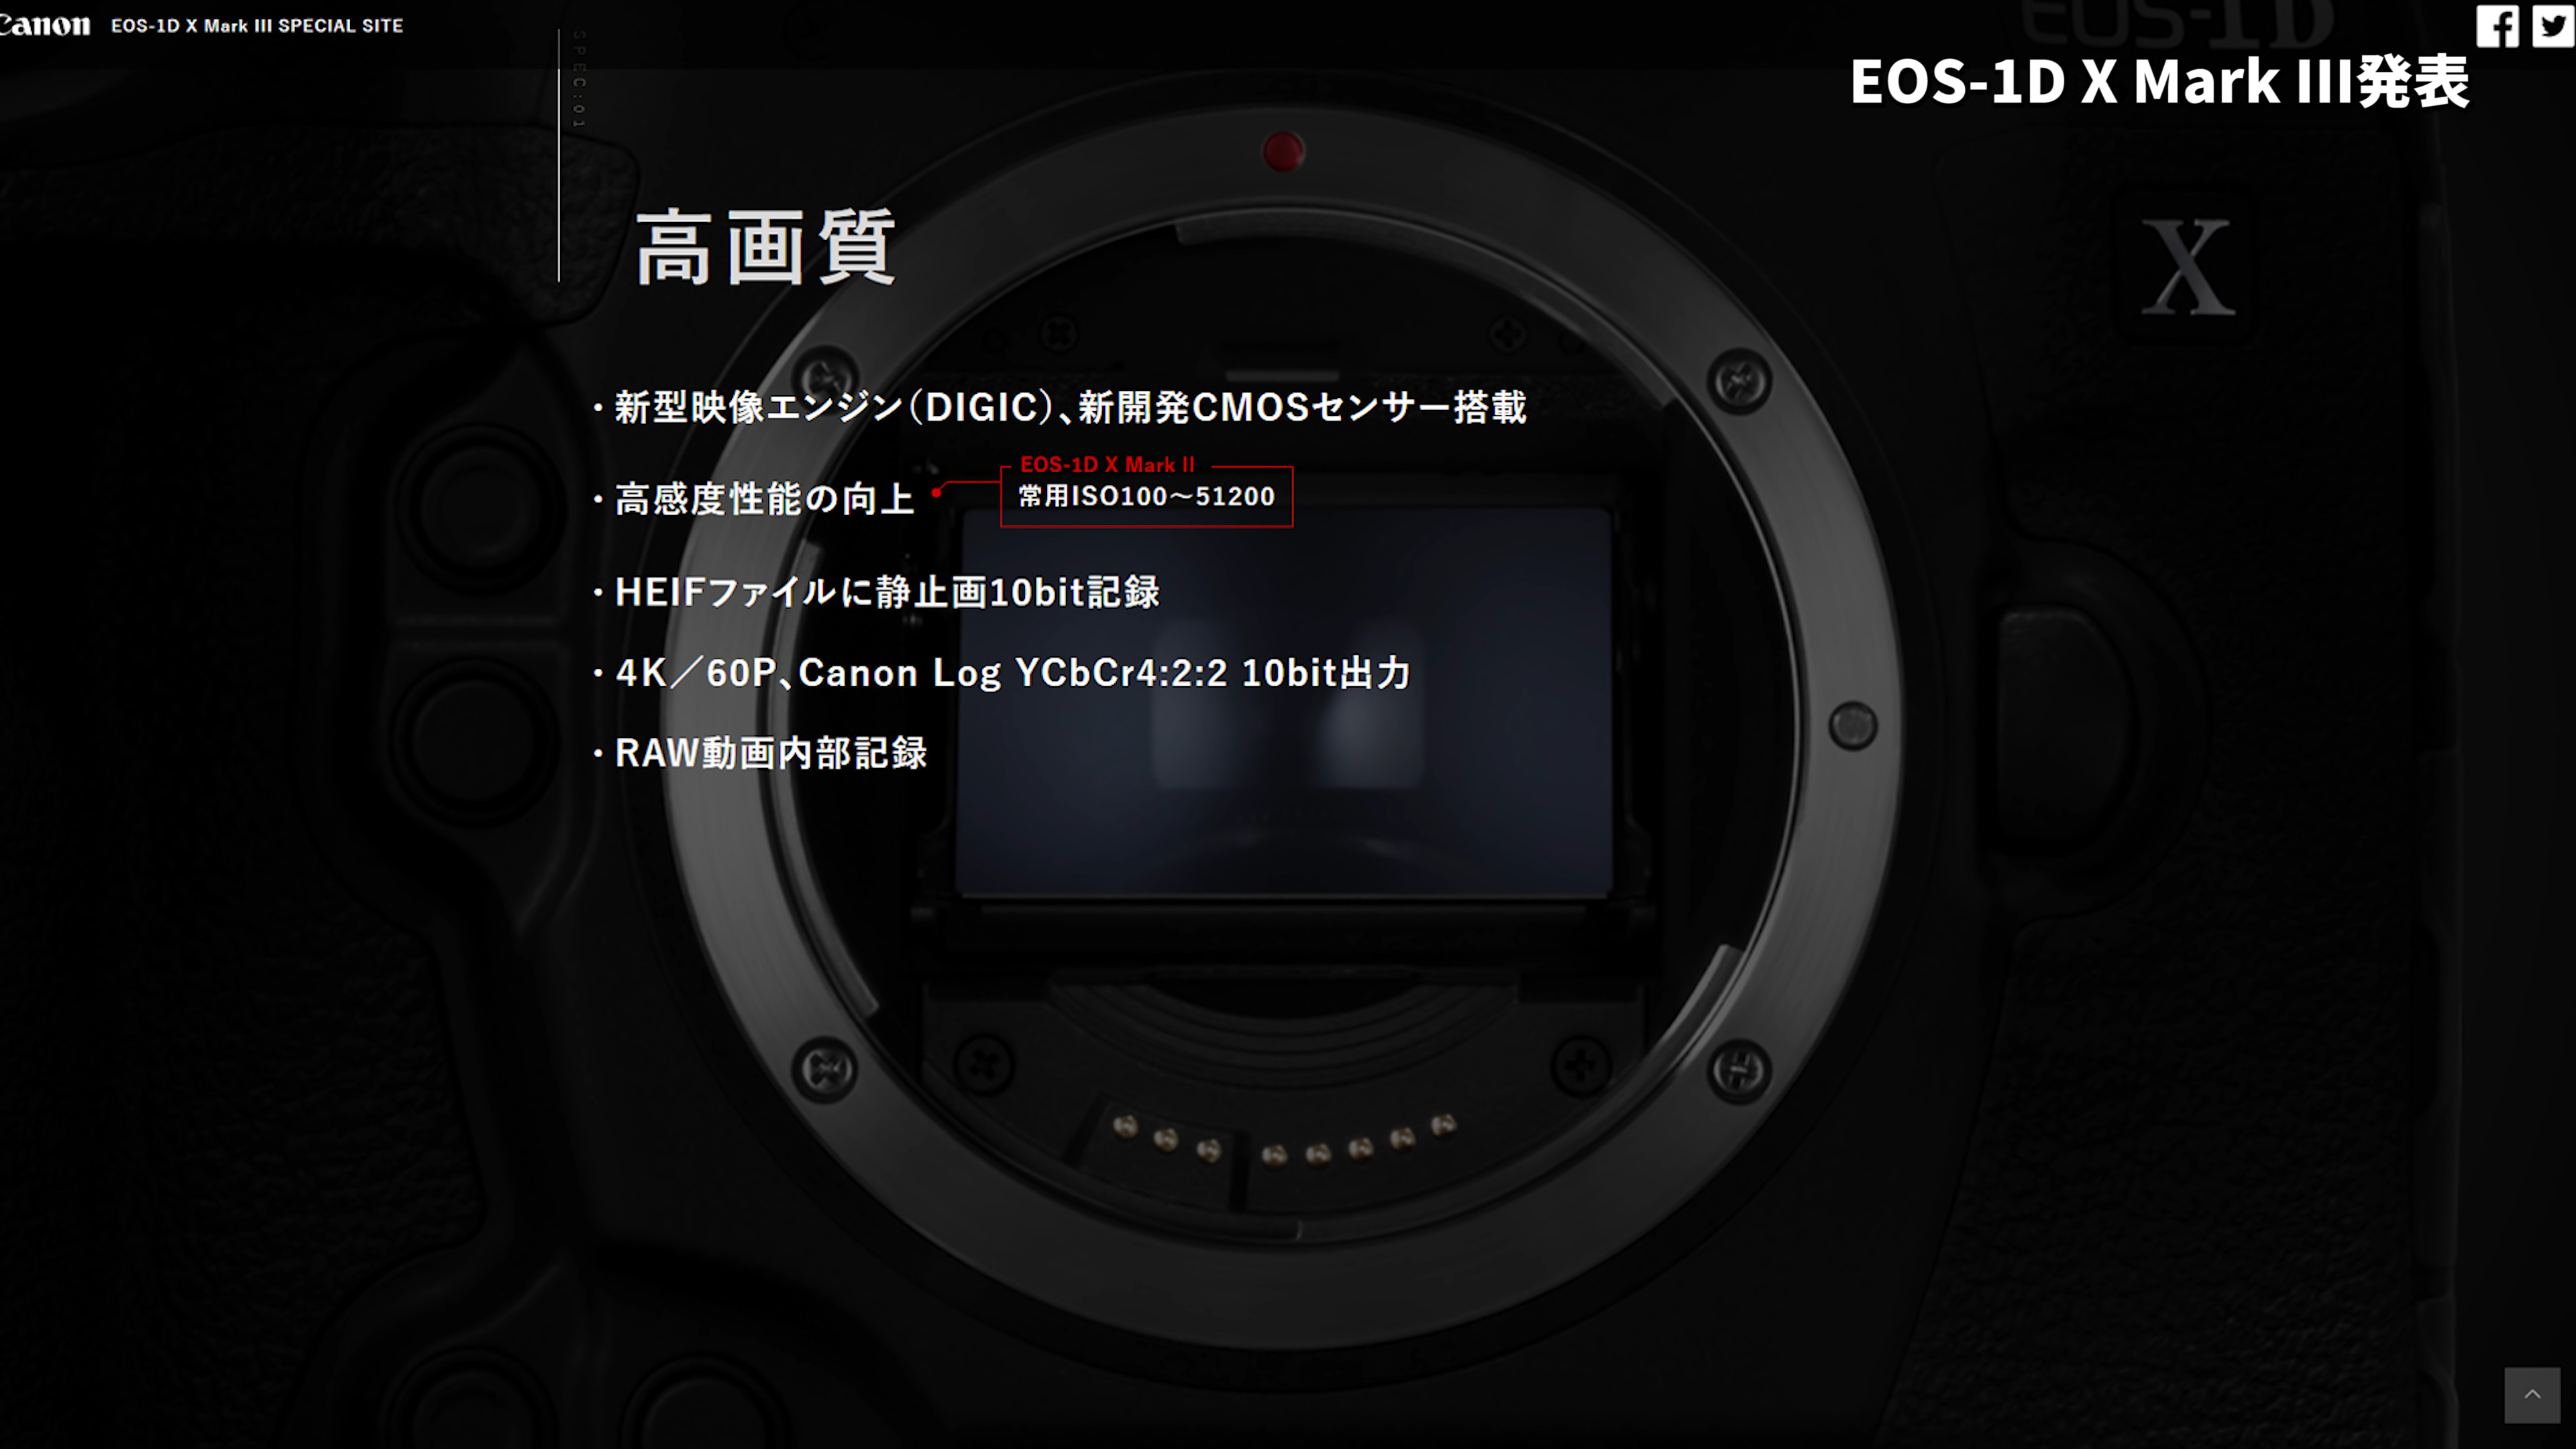 Canon EOS-1D X Mark III SPECIAL SITE
EOS-1D
EOS-1D X Mark III発表
SPEC:01
X
高画質
・新型映像エンジン（DIGIC）、新開発CMOSセンサー搭載
・高感度性能の向上
EOS-1D X Mark II
常用ISO100～51200
・HEIFファイルに静止画10bit記録
・4K／60P、Canon Log YCbCr4:2:2 10bit出力
・RAW動画内部記録